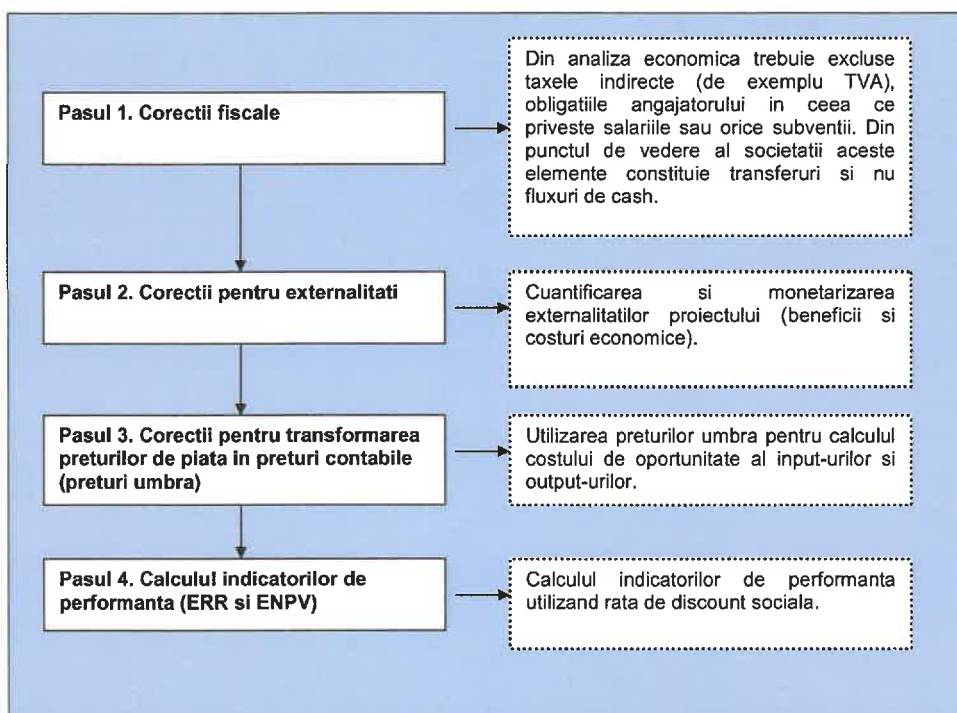 Pasul 1. Corectii fiscale
Din analiza economica trebuie excluse
taxele indirecte (de exemplu TVA),
obligatiile angajatorului in ceea ce
priveste salariile sau orice subventii. Din
punctul de vedere al societatii aceste
elemente constituie transferuri si nu
fluxuri de cash.
Pasul 2. Corectii pentru externalitati
Cuantificarea si monetarizarea
externalitatilor proiectului (beneficii si
costuri economice).
Pasul 3. Corectii pentru transformarea
preturilor de plata in preturi contabile
(preturi umbra)
Utilizarea preturilor umbra pentru calculul
costului de oportunitate al input-urilor si
output-urilor.
Pasul 4. Calculul indicatorilor de
performanta (ERR si ENPV)
Calculul indicatorilor de performanta
utilizand rata de discount sociala.